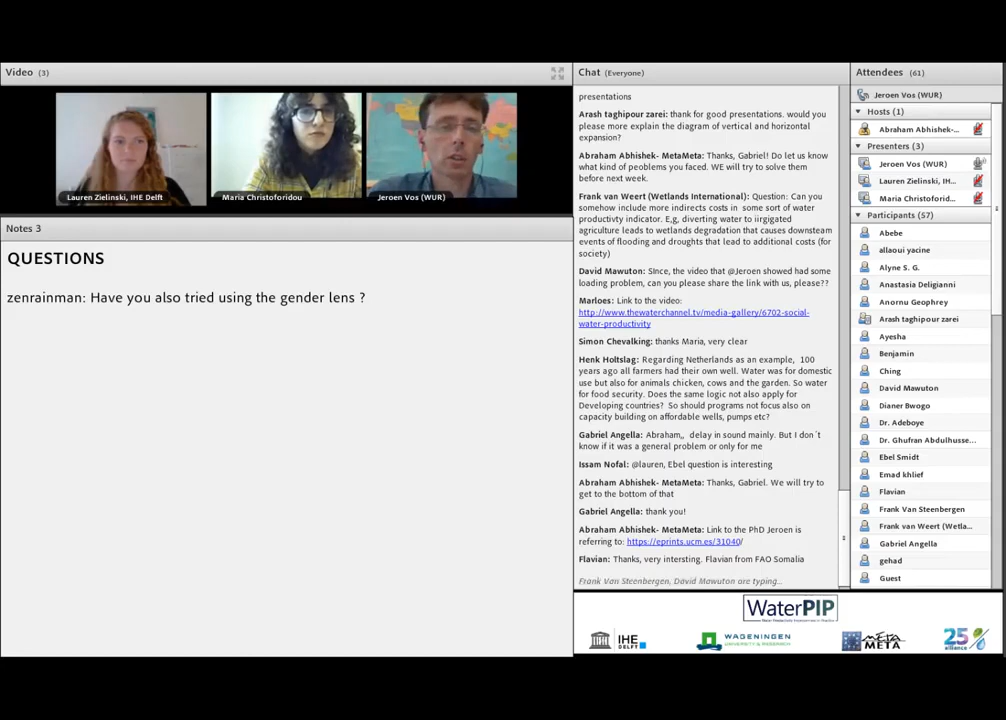 Video (3)
Lauren Zielinski, IHE Delft
Maria Christoforidou
Jeroen Vos (WUR)
Notes 3
QUESTIONS
zenrainman: Have you also tried using the gender lens ?
Chat (Everyone)
presentations
Arash taghipour zarei: thank for good presentations. would you
please more explain the diagram of vertical and horizontal
expansion?
Abraham Abhishek- MetaMeta: Thanks, Gabriel! Do let us know
what kind of peoblems you faced. WE will try to solve them
before next week.
Frank van Weert (Wetlands International): Question: Can you
somehow include more indirects costs in some sort of water
productivty indicator. E,g, diverting water to iirgigated
agriculture leads to wetlands degradation that causes downsteam
events of flooding and droughts that lead to additional costs (for
society)
David Mawuton: SInce, the video that @Jeroen showed had some
loading problem, can you please share the link with us, please??
Marloes: Link to the video:
http://www.thewaterchannel.tv/media-gallery/6702-social-
water-productivity
Simon Chevalking: thanks Maria, very clear
Henk Holtslag: Regarding Netherlands as an example, 100
years ago all farmers had their own well. Water was for domestic
use but also for animals chicken, cows and the garden. So water
for food security. Does the same logic not also apply for
Developing countries? So should programs not focus also on
capacity building on affordable wells, pumps etc?
Gabriel Angella: Abraham,, delay in sound mainly. But I don´t
know if it was a general problem or only for me
Issam Nofal: @lauren, Ebel question is interesting
Abraham Abhishek- MetaMeta: Thanks, Gabriel. We will try to
get to the bottom of that
Gabriel Angella: thank you!
Abraham Abhishek- MetaMeta: Link to the PhD Jeroen is
referring to: https://eprints.ucm.es/31040/
Flavian: Thanks, very intersting. Flavian from FAO Somalia
Frank Van Steenbergen, David Mawuton are typing...
Attendees (61)
Jeroen Vos (WUR)
Hosts (1)
Abraham Abhishek-...
Presenters (3)
Jeroen Vos (WUR)
Lauren Zielinski, IH...
Maria Christoforid...
Participants (57)
Abebe
allaoui yacine
Alyne S. G.
Anastasia Deligianni
Anornu Geophrey
Arash taghipour zarei
Ayesha
Benjamin
Ching
David Mawuton
Dianer Bwogo
Dr. Adeboye
Dr. Ghufran Abdulhusse...
Ebel Smidt
Emad khlief
Flavian
Frank Van Steenbergen
Frank van Weert (Wetla...
Gabriel Angella
gehad
Guest
WaterPIP
IHE
DELFT
WAGENINGEN
UNIVERSITY & RESEARCH
META
META
25
alliance